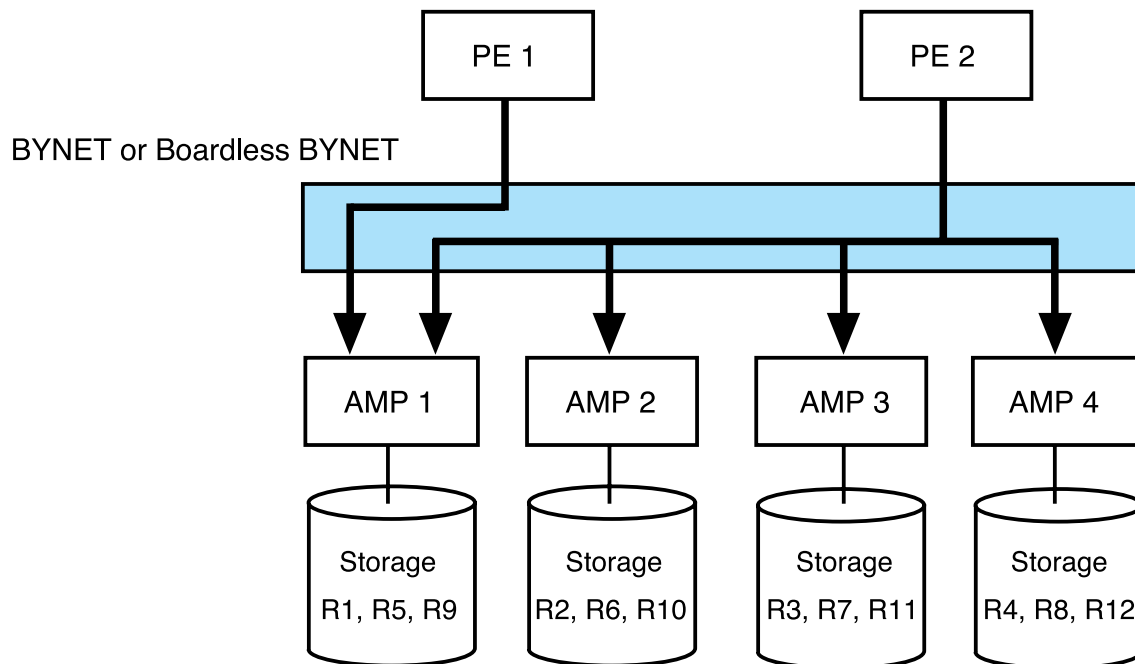 PE 1
PE 2
BYNET or Boardless BYNET
AMP 1
AMP 2
AMP 3
AMP 4
Storage
R1, R5, R9
Storage
R2, R6, R10
Storage
R3, R7, R11
Storage
R4, R8, R12